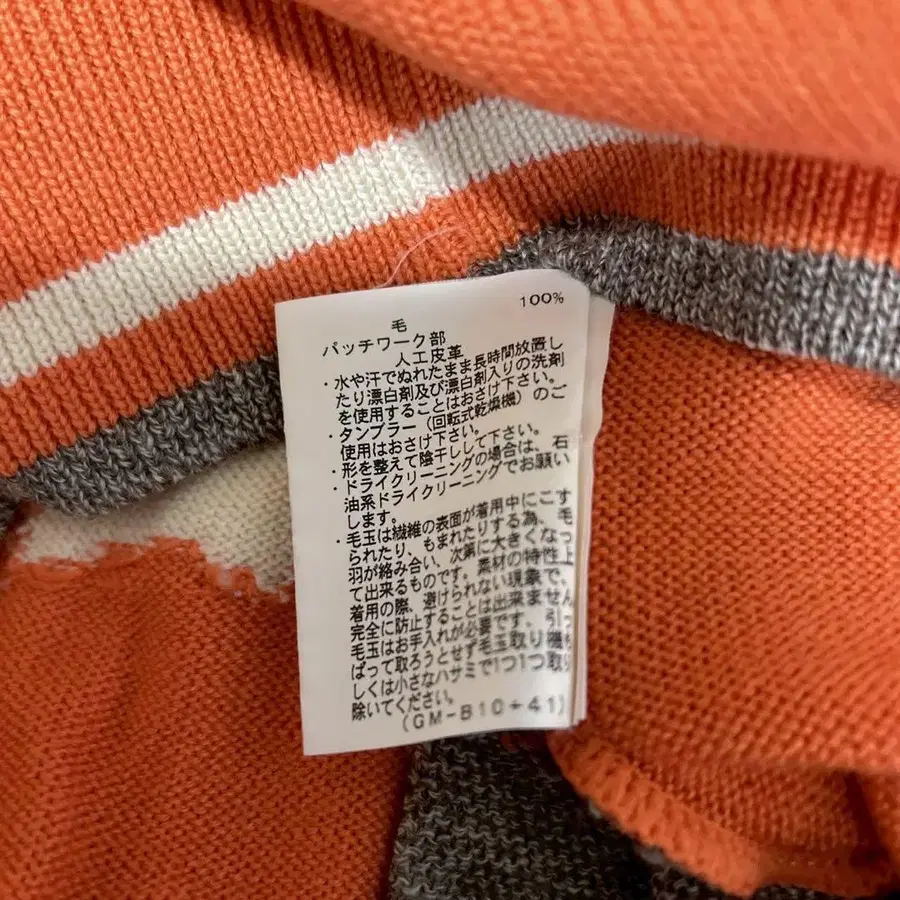 毛 100%
パッチワーク部
人工皮革
・水や汗でぬれたまま長時間放置し
たり漂白剤及び漂白剤入りの洗剤
を使用することはおさけ下さい。
・タンブラー（回転式乾燥機）のご
使用はおさけ下さい。
・形を整えて陰干しして下さい。
・ドライクリーニングの場合は、石
油系ドライクリーニングでお願い
します。
・毛玉は繊維の表面が着用中にこす
られたり、もまれたりする為、毛
羽が絡み合い、次第に大きくなっ
て出来るものです。素材の特性上
着用の際、避けられない現象で、
完全に防止することは出来ません
毛玉はお手入れが必要です、引っ
ぱって取ろうとせず毛玉取り機も
しくは小さなハサミで1つ1つ取り
除いてください。
(GM-B10+41)